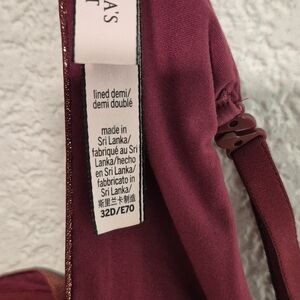 A'S
T
lined demi/
demi doublé
made in
Sri Lanka/
fabriqué au Sri
Lanka/hecho
en Sri Lanka/
fabbricato in
Sri Lanka/
斯里兰卡制造
32D/E70